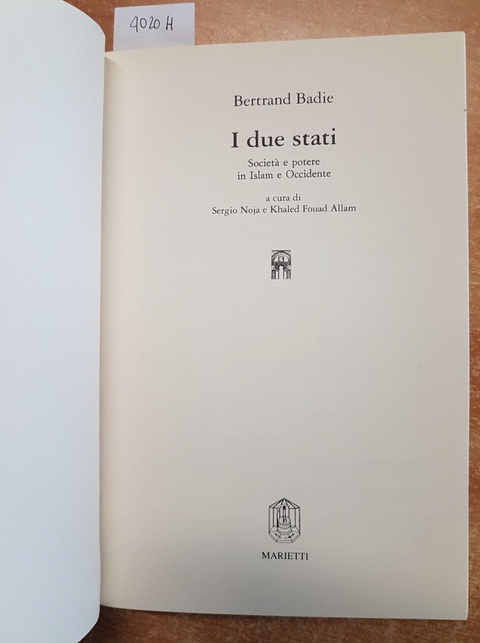 4020 H
Bertrand Badie
I due stati
Società e potere
in Islam e Occidente
a cura di
Sergio Noja e Khaled Fouad Allam
MARIETTI